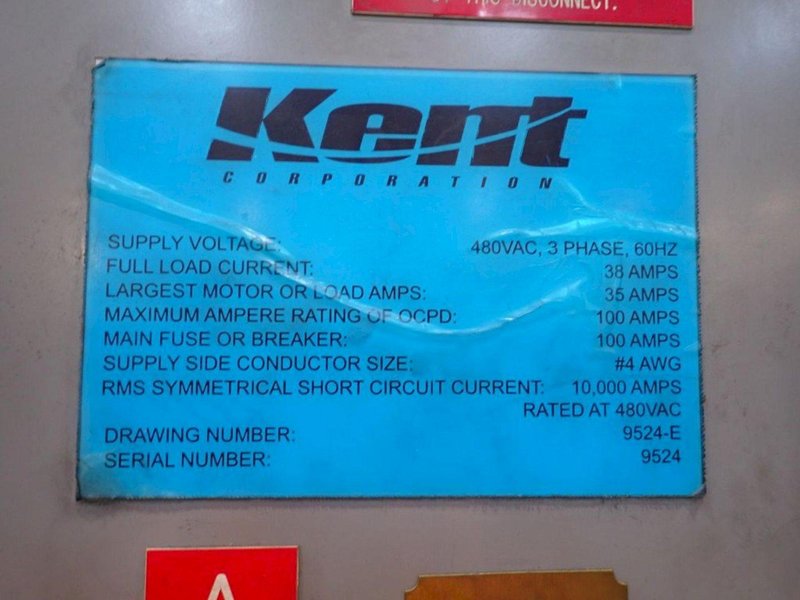 THIS DISCONNECT.
Kent
CORPORATION
SUPPLY VOLTAGE: 480VAC, 3 PHASE, 60HZ
FULL LOAD CURRENT: 38 AMPS
LARGEST MOTOR OR LOAD AMPS: 35 AMPS
MAXIMUM AMPERE RATING OF OCPD: 100 AMPS
MAIN FUSE OR BREAKER: 100 AMPS
SUPPLY SIDE CONDUCTOR SIZE: #4 AWG
RMS SYMMETRICAL SHORT CIRCUIT CURRENT: 10,000 AMPS
RATED AT 480VAC
DRAWING NUMBER: 9524-E
SERIAL NUMBER: 9524